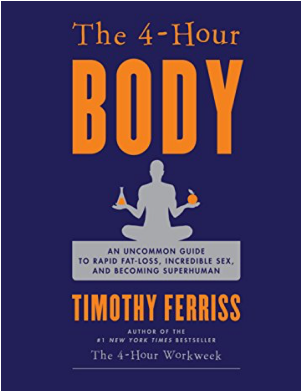 The 4-Hour
BODY
AN UNCOMMON GUIDE
TO RAPID FAT-LOSS, INCREDIBLE SEX,
AND BECOMING SUPERHUMAN
TIMOTHY FERRISS
AUTHOR OF THE
#1 NEW YORK TIMES BESTSELLER
The 4-Hour Workweek